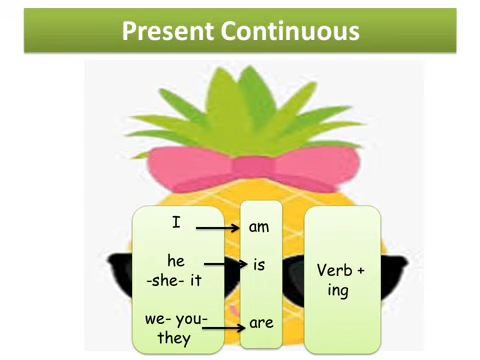 Present Continuous
I
am
he
-she- it
is
we- you-
they
are
Verb +
ing